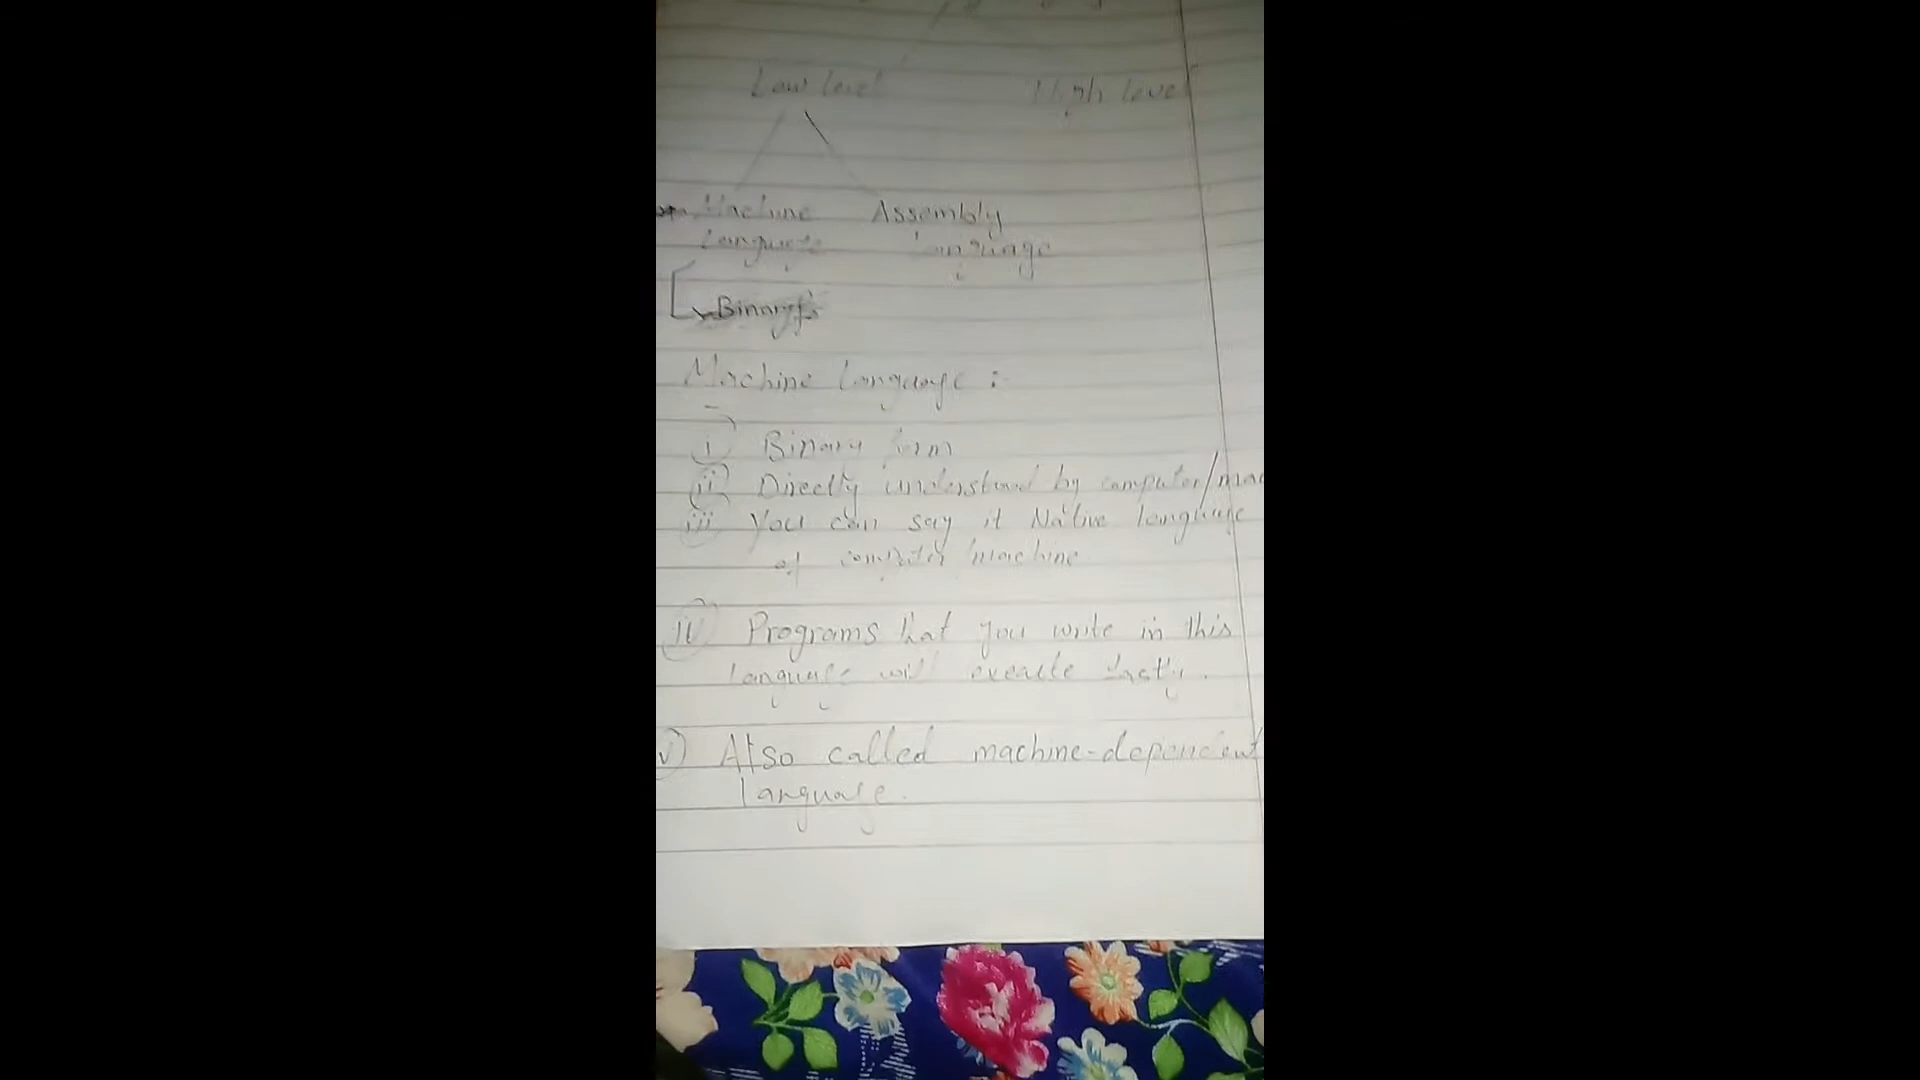 Low level High level
Machine Assembly
Language Language
Binary
Machine Language :-
i Binary form
ii Directly understand by computer/mac
iii You can say it Native language
of computer machine
iv Programs that you write in this
language will execute fastly.
v) Also called machine-dependent
language.